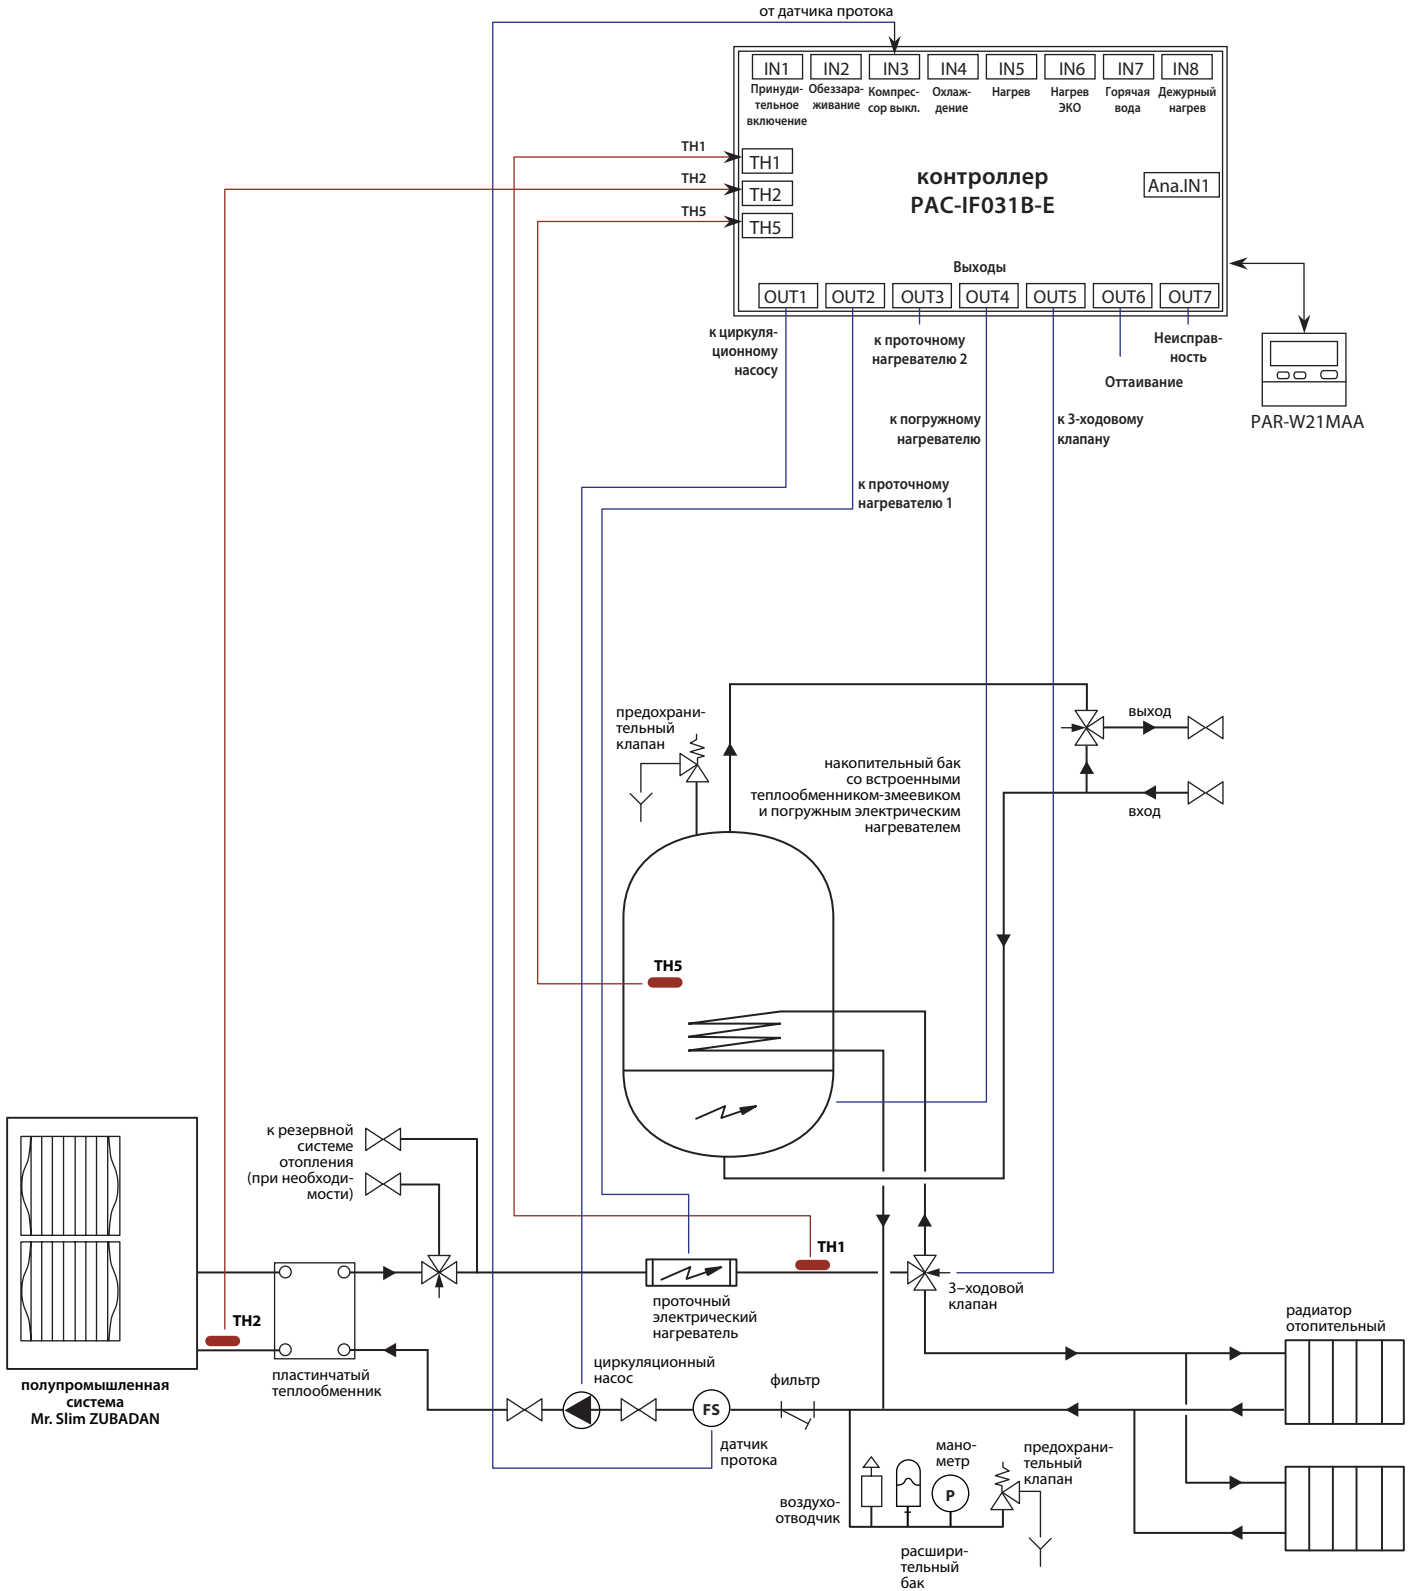 от датчика протока
IN1
IN2
IN3
IN4
IN5
IN6
IN7
IN8
Принуди-
тельное
включение
Обеззара-
живание
Компрес-
сор выкл.
Охлаж-
дение
Нагрев
Нагрев
ЭКО
Горячая
вода
Дежурный
нагрев
TH1
TH1
TH2
TH2
TH5
TH5
контроллер
PAC-IF031B-E
Ana.IN1
Выходы
OUT1
OUT2
OUT3
OUT4
OUT5
OUT6
OUT7
к циркуля-
ционному
насосу
к проточному
нагревателю 2
Неисправ-
ность
Оттаивание
к погружному
нагревателю
к 3-ходовому
клапану
PAR-W21MAA
к проточному
нагревателю 1
предохрани-
тельный
клапан
выход
накопительный бак
со встроенными
теплообменником-змеевиком
и погружным электрическим
нагревателем
вход
TH5
к резервной
системе
отопления
(при необходи-
мости)
TH1
TH2
3–ходовой
клапан
проточный
электрический
нагреватель
радиатор
отопительный
полупромышленная
система
Mr. Slim ZUBADAN
пластинчатый
теплообменник
циркуляционный
насос
фильтр
FS
датчик
протока
мано-
метр
P
предохрани-
тельный
клапан
воздухо-
отводчик
расшири-
тельный
бак